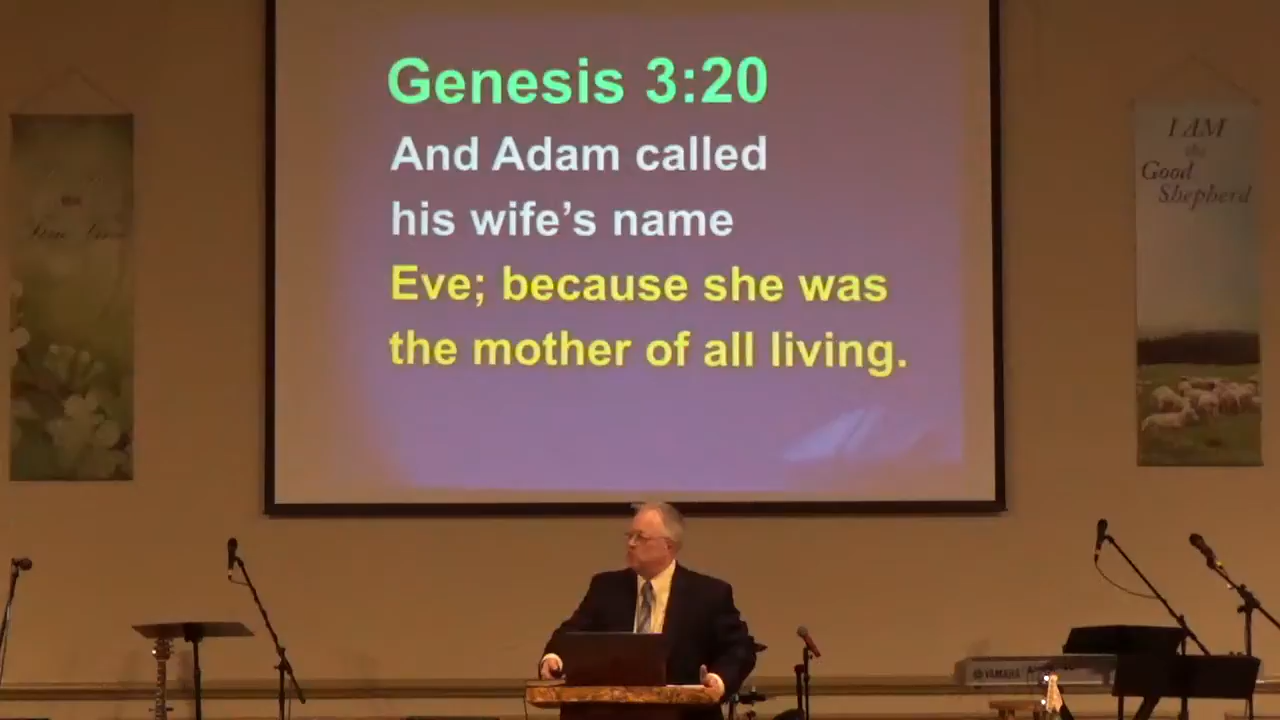 Genesis 3:20
And Adam called
his wife’s name
Eve; because she was
the mother of all living.
I AM
the
Good
Shepherd
YAMAHA